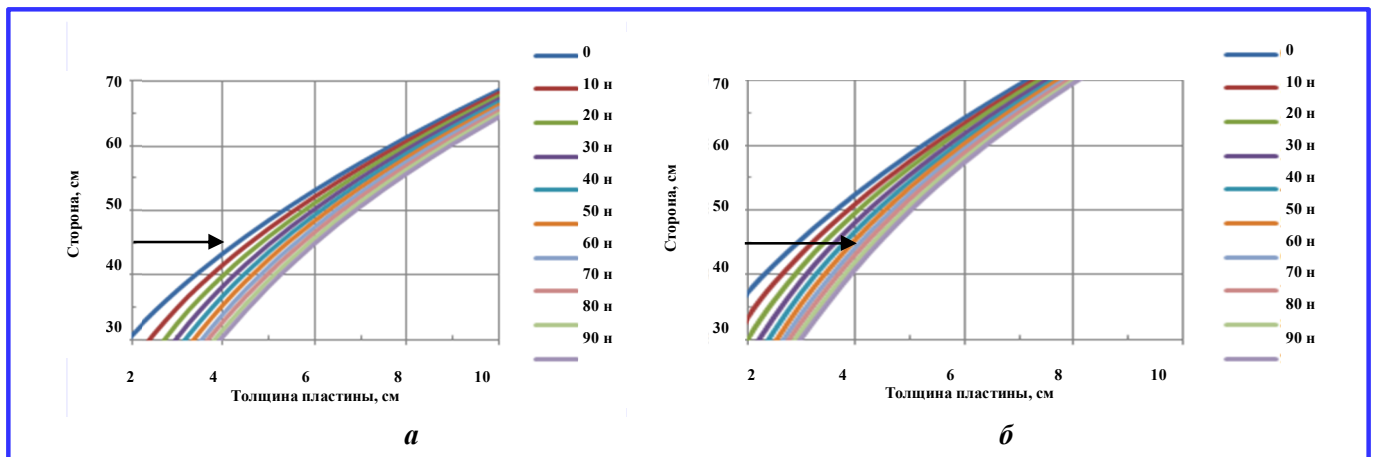 0
70
10 н
20 н
60
30 н
40 н
50
50 н
60 н
40
70 н
80 н
30
90 н
2 4 6 8 10
Сторона, см
Толщина пластины, см
а
0
70
10 н
20 н
60
30 н
40 н
50
50 н
60 н
40
70 н
80 н
30
90 н
2 4 6 8 10
Сторона, см
Толщина пластины, см
б